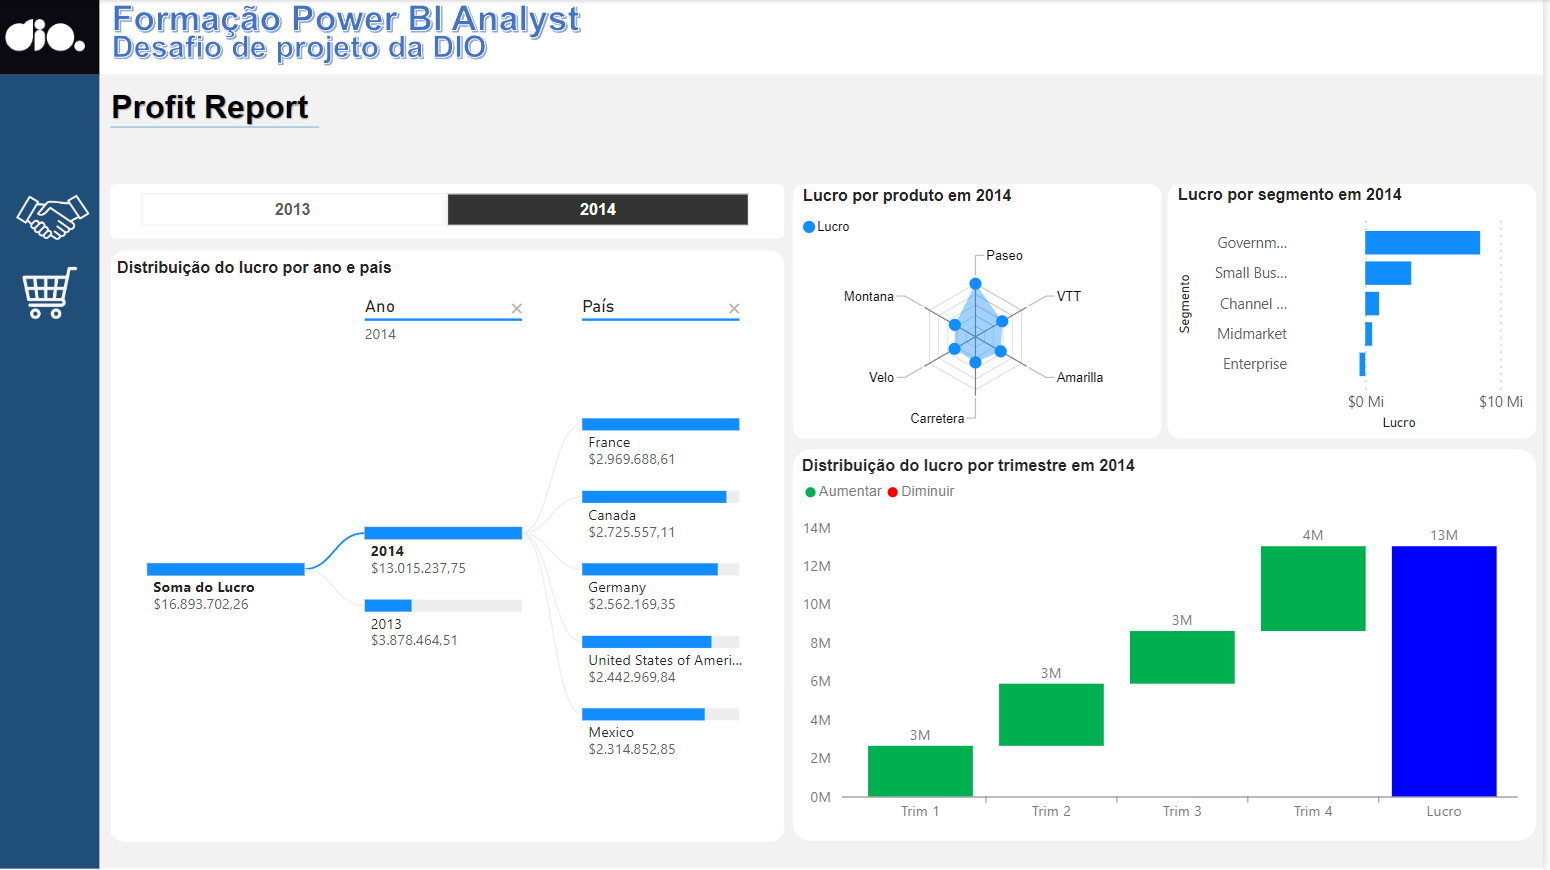 dio.
Formação Power BI Analyst
Desafio de projeto da DIO
Profit Report
2013
2014
Distribuição do lucro por ano e país
Ano
País
2014
Soma do Lucro
$16.893.702,26
2014
$13.015.237,75
2013
$3.878.464,51
France
$2.969.688,61
Canada
$2.725.557,11
Germany
$2.562.169,35
United States of Ameri...
$2.442.969,84
Mexico
$2.314.852,85
Lucro por produto em 2014
Lucro
Paseo
Montana
VTT
Velo
Amarilla
Carretera
Lucro por segmento em 2014
Segmento
Governm...
Small Bus...
Channel ...
Midmarket
Enterprise
$0 Mi
$10 Mi
Lucro
Distribuição do lucro por trimestre em 2014
Aumentar
Diminuir
14M
12M
10M
8M
6M
4M
2M
0M
3M
3M
3M
4M
13M
Trim 1
Trim 2
Trim 3
Trim 4
Lucro